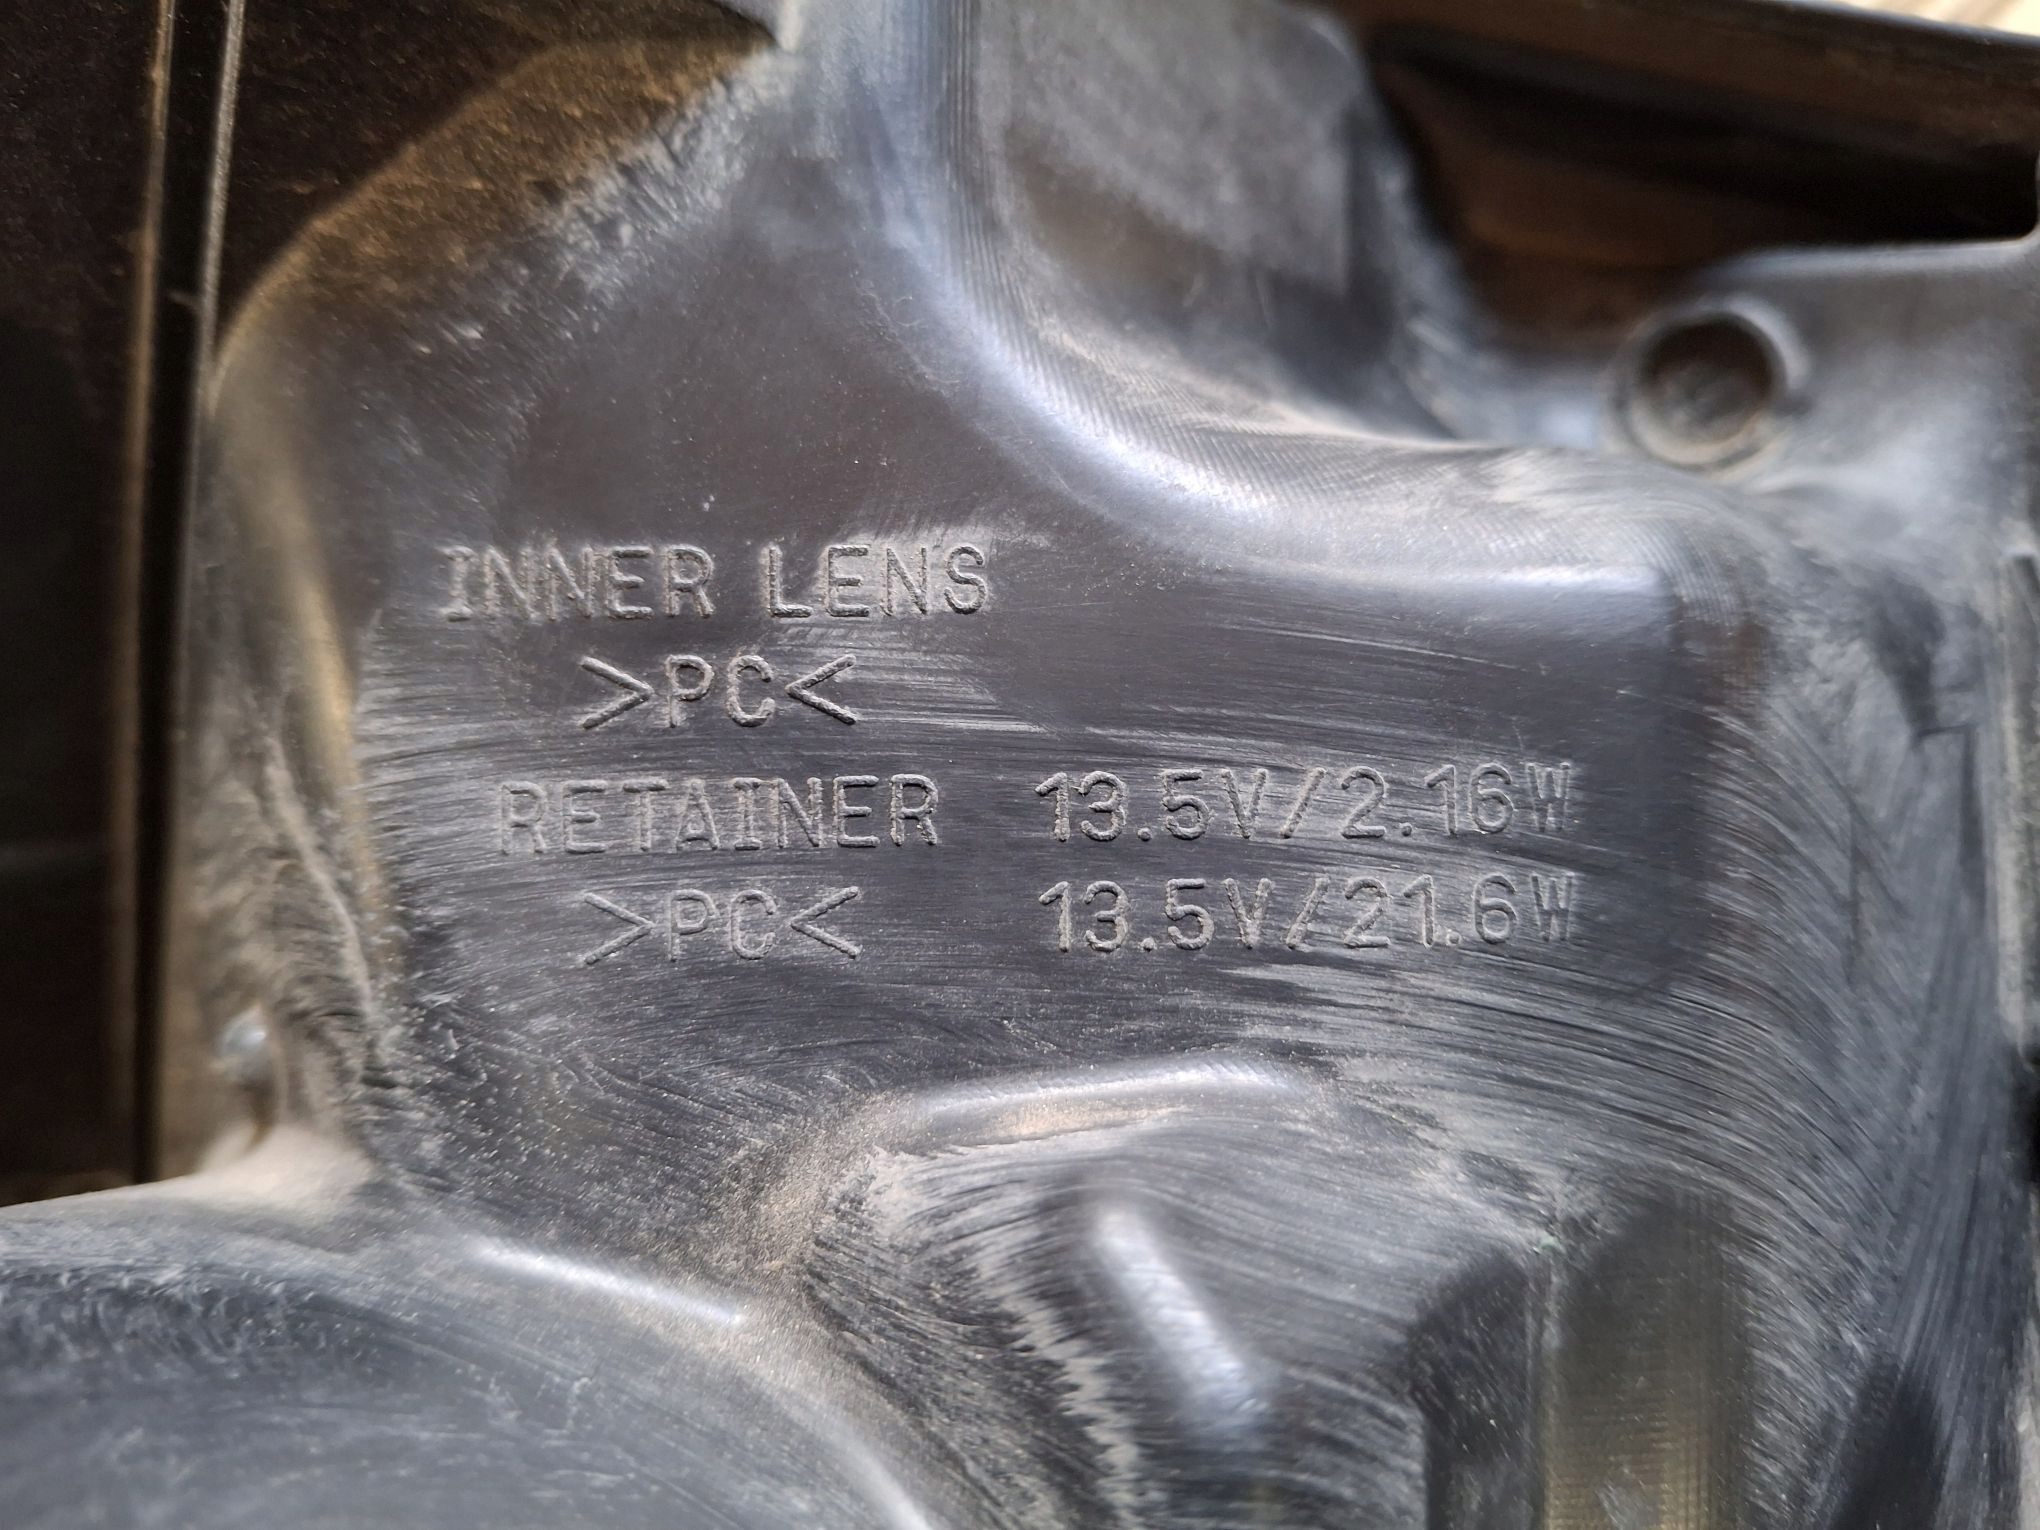 INNER LENS
>PC<
RETAINER 13.5V/2.16W
>PC< 13.5V/21.6W